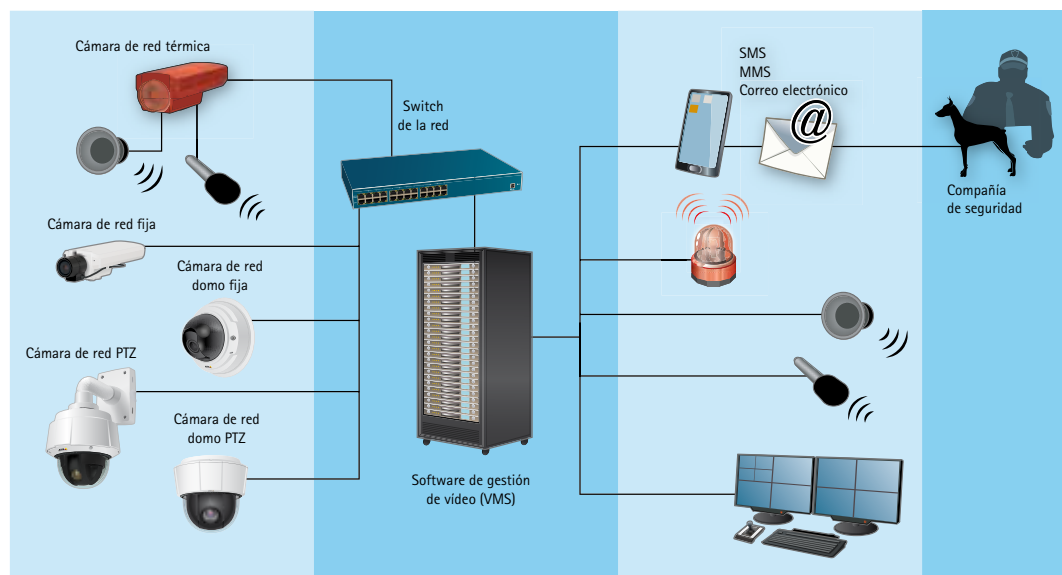 Cámara de red térmica
Switch
de la red
SMS
MMS
Correo electrónico
@
Compañía
de seguridad
Cámara de red fija
Cámara de red
domo fija
Cámara de red PTZ
Cámara de red
domo PTZ
Software de gestión
de vídeo (VMS)